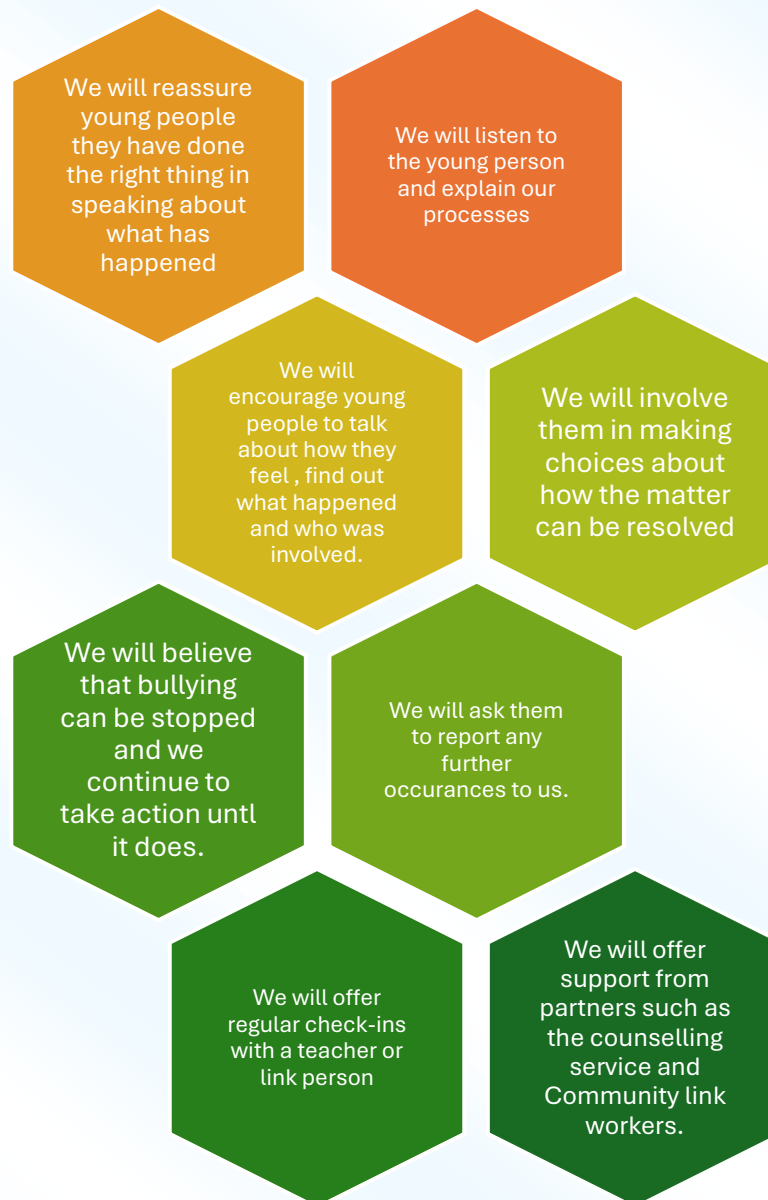 We will reassure
young people
they have done
the right thing in
speaking about
what has
happened
We will listen to
the young person
and explain our
processes
We will
encourage young
people to talk
about how they
feel , find out
what happened
and who was
involved.
We will involve
them in making
choices about
how the matter
can be resolved
We will believe
that bullying
can be stopped
and we
continue to
take action untl
it does.
We will ask them
to report any
further
occurances to us.
We will offer
regular check-ins
with a teacher or
link person
We will offer
support from
partners such as
the counselling
service and
Community link
workers.